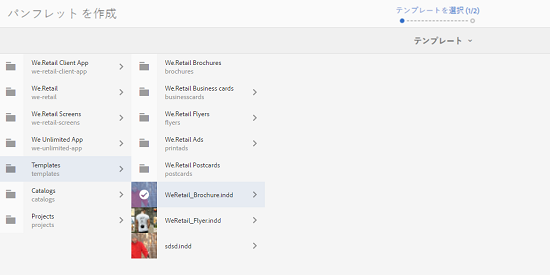 パンフレット を作成
テンプレートを選択 (1/2)
テンプレート
We.Retail Client App
we-retail-client-app
We.Retail
we-retail
We.Retail Screens
we-retail-screens
We Unlimited App
we-unlimited-app
Templates
templates
Catalogs
catalogs
Projects
projects
We.Retail Brochures
brochures
We.Retail Business cards
businesscards
We.Retail Flyers
flyers
We.Retail Ads
printads
We.Retail Postcards
postcards
WeRetail_Brochure.indd
WeRetail_Flyer.indd
sdsd.indd